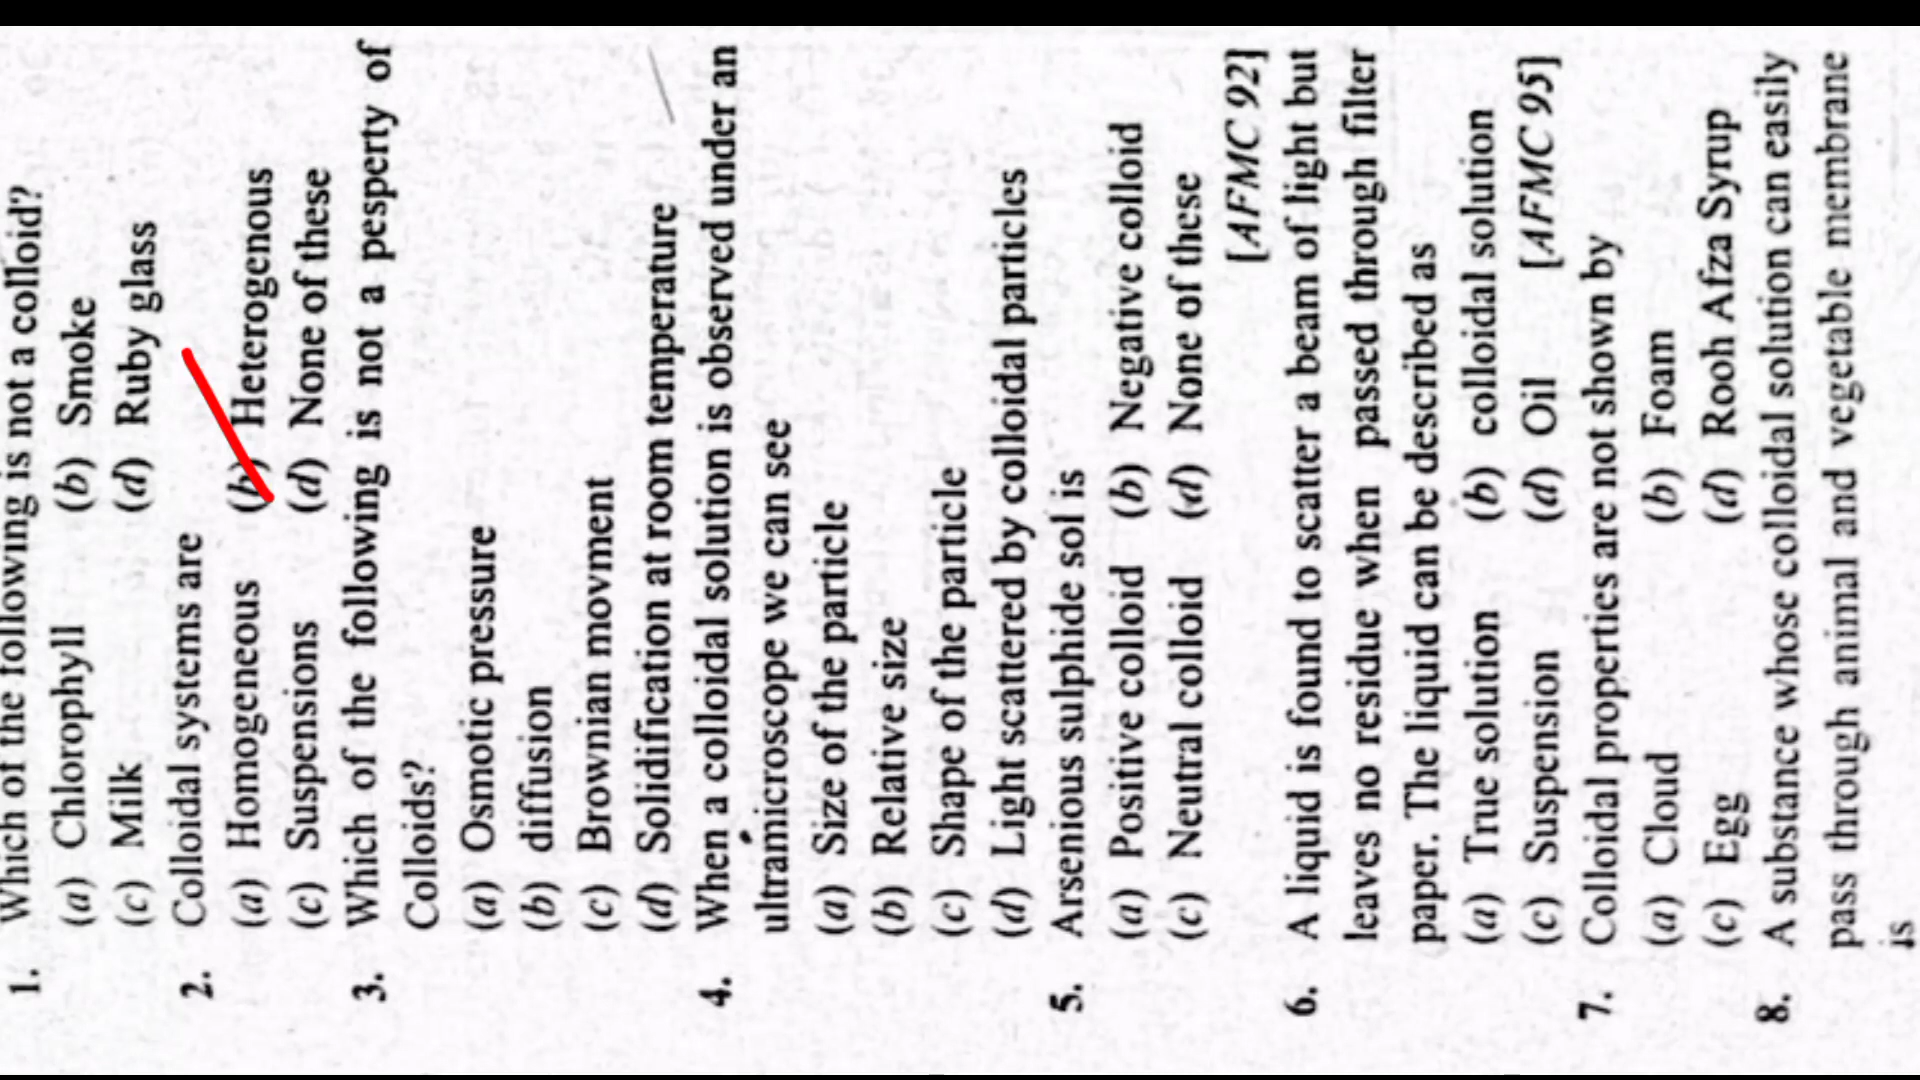 1. Which of the following is not a colloid?
(a) Chlorophyll (b) Smoke
(c) Milk (d) Ruby glass
2. Colloidal systems are
(a) Homogeneous (b) Heterogenous
(c) Suspensions (d) None of these
3. Which of the following is not a pesperty of
Colloids?
(a) Osmotic pressure
(b) diffusion
(c) Brownian movment
(d) Solidification at room temperature
4. When a colloidal solution is observed under an
ultramicroscope we can see
(a) Size of the particle
(b) Relative size
(c) Shape of the particle
(d) Light scattered by colloidal particles
5. Arsenious sulphide sol is
(a) Positive colloid (b) Negative colloid
(c) Neutral colloid (d) None of these
[AFMC 92]
6. A liquid is found to scatter a beam of light but
leaves no residue when passed through filter
paper. The liquid can be described as
(a) True solution (b) colloidal solution
(c) Suspension (d) Oil [AFMC 95]
7. Colloidal properties are not shown by
(a) Cloud (b) Foam
(c) Egg (d) Rooh Afza Syrup
8. A substance whose colloidal solution can easily
pass through animal and vegetable membrane
is